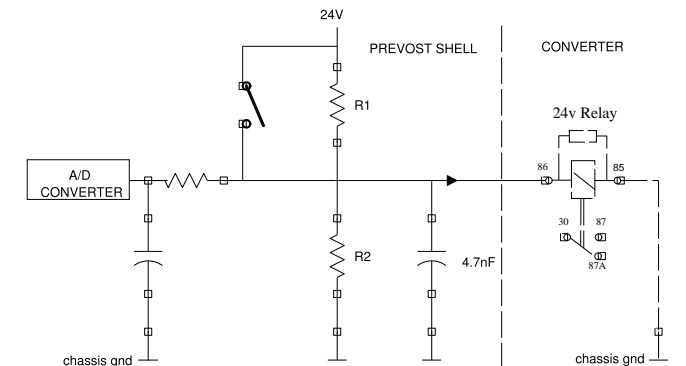 24V
PREVOST SHELL
CONVERTER
R1
24v Relay
A/D
CONVERTER
86
85
30
87
87A
R2
4.7nF
chassis gnd
chassis gnd